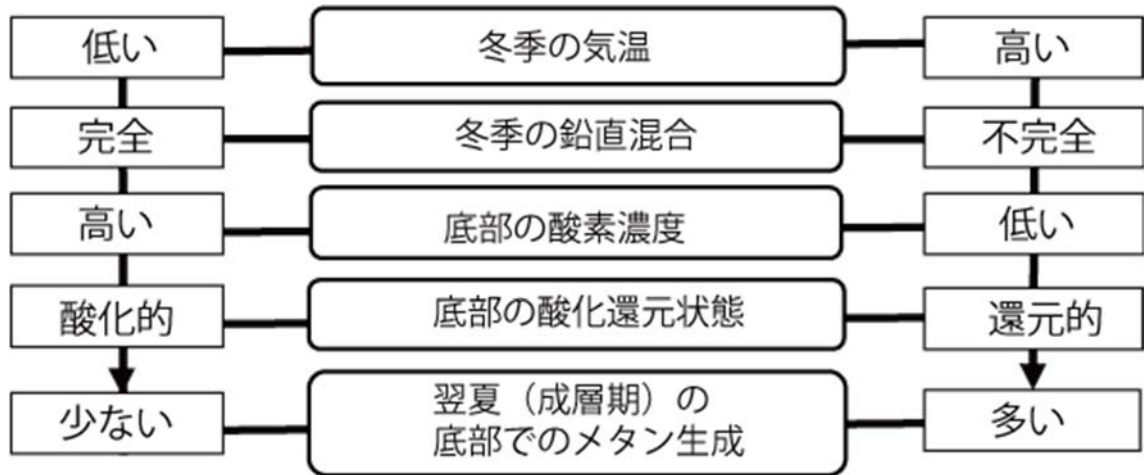 低い
冬季の気温
高い
完全
冬季の鉛直混合
不完全
高い
底部の酸素濃度
低い
酸化的
底部の酸化還元状態
還元的
少ない
翌夏（成層期）の
底部でのメタン生成
多い